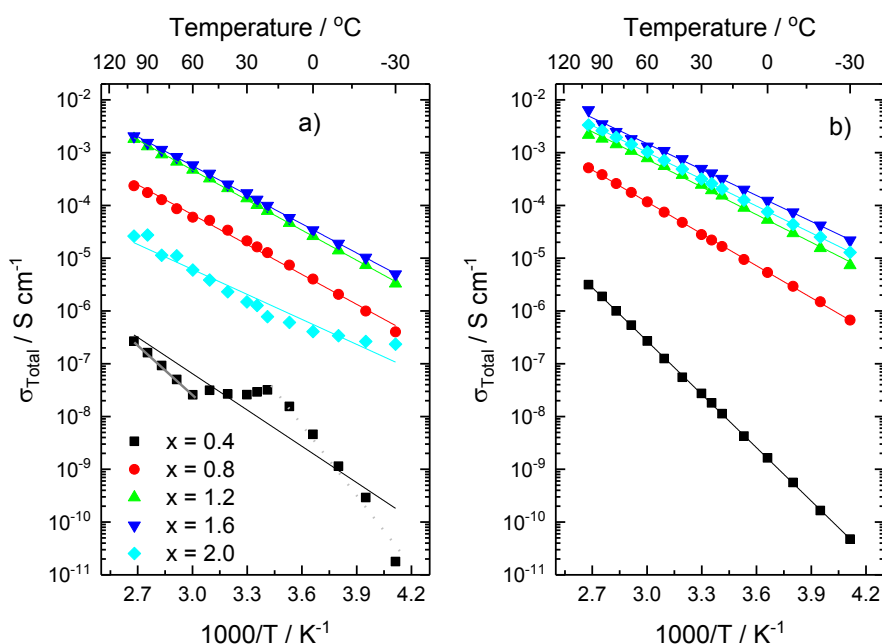 Temperature / °C
Temperature / °C
120 90 60 30 0 -30
120 90 60 30 0 -30
a)
b)
σTotal / S cm⁻¹
10⁻²
10⁻³
10⁻⁴
10⁻⁵
10⁻⁶
10⁻⁷
10⁻⁸
10⁻⁹
10⁻¹⁰
10⁻¹¹
x = 0.4
x = 0.8
x = 1.2
x = 1.6
x = 2.0
σTotal / S cm⁻¹
10⁻²
10⁻³
10⁻⁴
10⁻⁵
10⁻⁶
10⁻⁷
10⁻⁸
10⁻⁹
10⁻¹⁰
10⁻¹¹
2.7 3.0 3.3 3.6 3.9 4.2
2.7 3.0 3.3 3.6 3.9 4.2
1000/T / K⁻¹
1000/T / K⁻¹